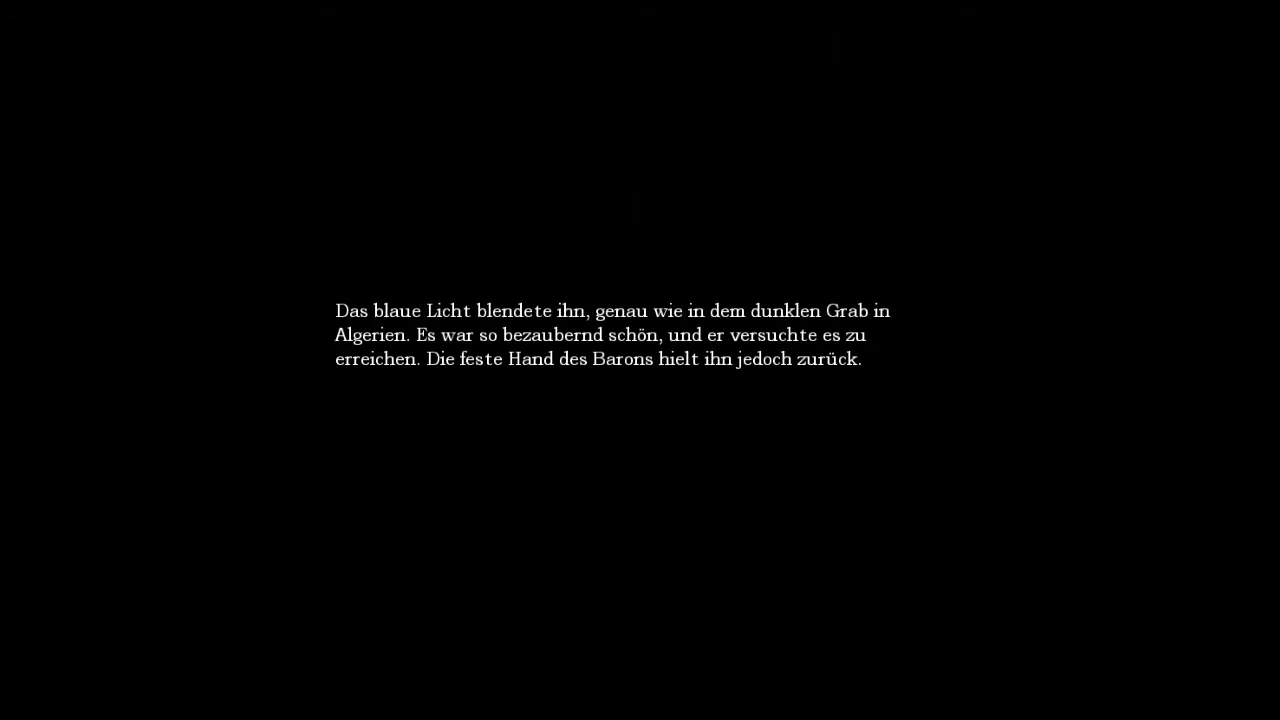 Das blaue Licht blendete ihn, genau wie in dem dunklen Grab in
Algerien. Es war so bezaubernd schön, und er versuchte es zu
erreichen. Die feste Hand des Barons hielt ihn jedoch zurück.